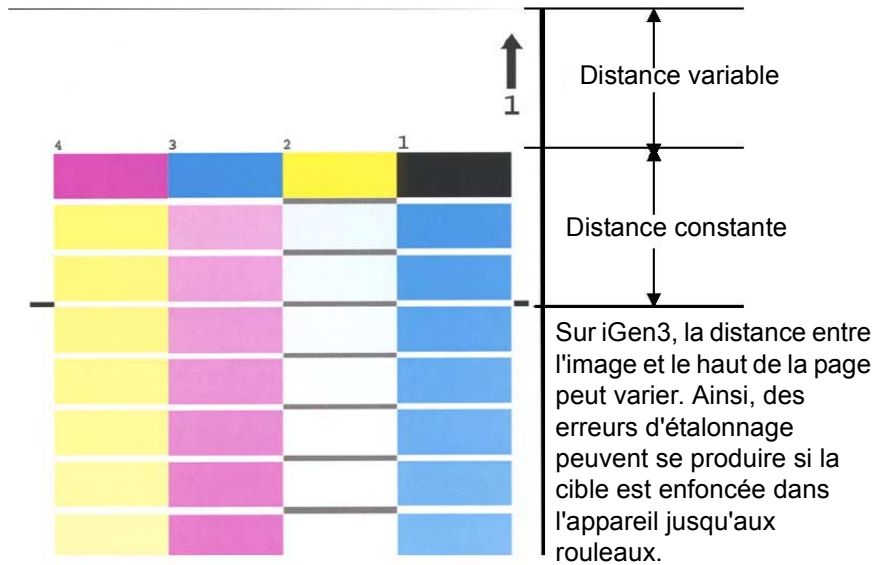 Distance variable
1
4 3 2 1
Distance constante
Sur iGen3, la distance entre
l'image et le haut de la page
peut varier. Ainsi, des
erreurs d'étalonnage
peuvent se produire si la
cible est enfoncée dans
l'appareil jusqu'aux
rouleaux.